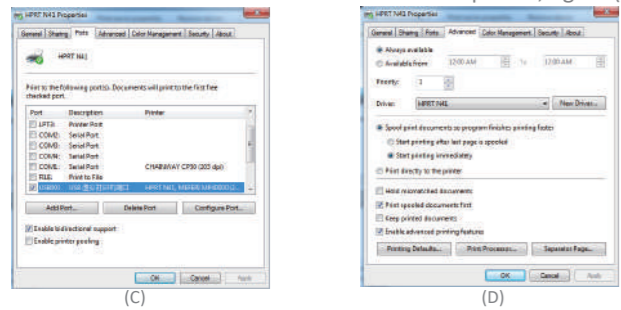 HPRT N41 Properties
General Sharing Ports Advanced Color Management Security About
HPRT N41
Print to the following port(s). Documents will print to the first free
checked port.
Port Description Printer
LPT3: Printer Port
COM2: Serial Port
COM3: Serial Port
COM4: Serial Port
COM1: Serial Port CHAINWAY CP30 (203 dpi)
FILE: Print to File
USB001 USB HPRT N41,
Add Port... Delete Port Configure Port...
Enable bidirectional support
Enable printer pooling
OK Cancel Apply
(C)
HPRT N41 Properties
General Sharing Ports Advanced Color Management Security About
Always available
Available from 12:00 AM To 12:00 AM
Priority: 1
Driver: HPRT N41 New Driver...
Spool print documents so program finishes printing faster
Start printing after last page is spooled
Start printing immediately
Print directly to the printer
Hold mismatched documents
Print spooled documents first
Keep printed documents
Enable advanced printing features
Printing Defaults... Print Processor... Separator Page...
OK Cancel Apply
(D)